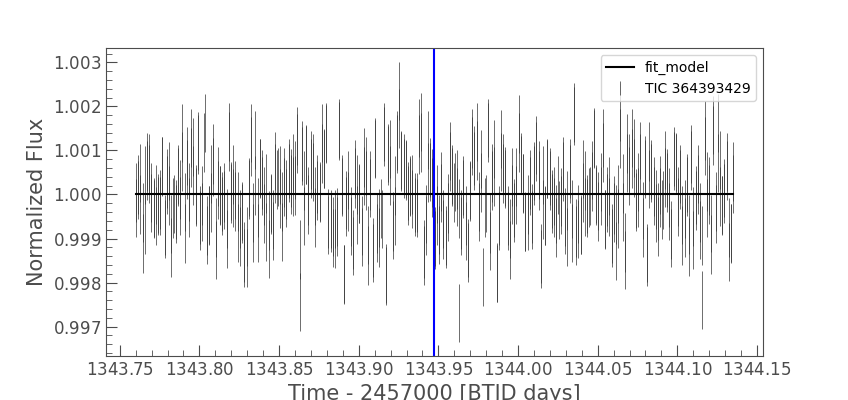 1.003
1.002
1.001
1.000
0.999
0.998
0.997
Normalized Flux
fit_model
TIC 364393429
1343.75 1343.80 1343.85 1343.90 1343.95 1344.00 1344.05 1344.10 1344.15
Time - 2457000 [BTJD days]